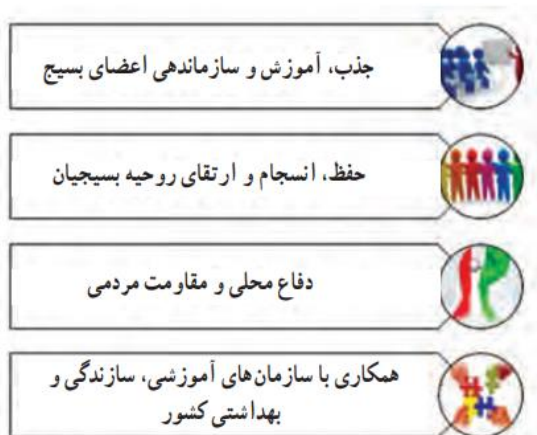 جذب، آموزش و سازماندهی اعضای بسیج
حفظ، انسجام و ارتقای روحیه بسیجیان
دفاع محلی و مقاومت مردمی
همکاری با سازمان‌های آموزشی، سازندگی و
بهداشتی کشور